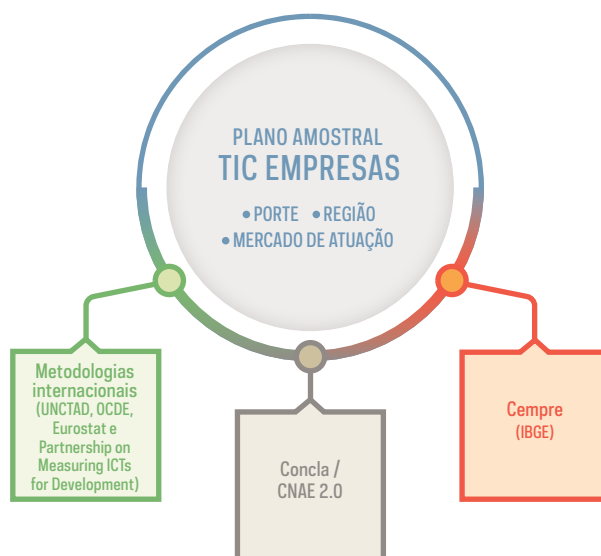 PLANO AMOSTRAL
TIC EMPRESAS
• PORTE • REGIÃO
• MERCADO DE ATUAÇÃO
Metodologias
internacionais
(UNCTAD, OCDE,
Eurostat e
Partnership on
Measuring ICTs
for Development)
Concla /
CNAE 2.0
Cempre
(IBGE)